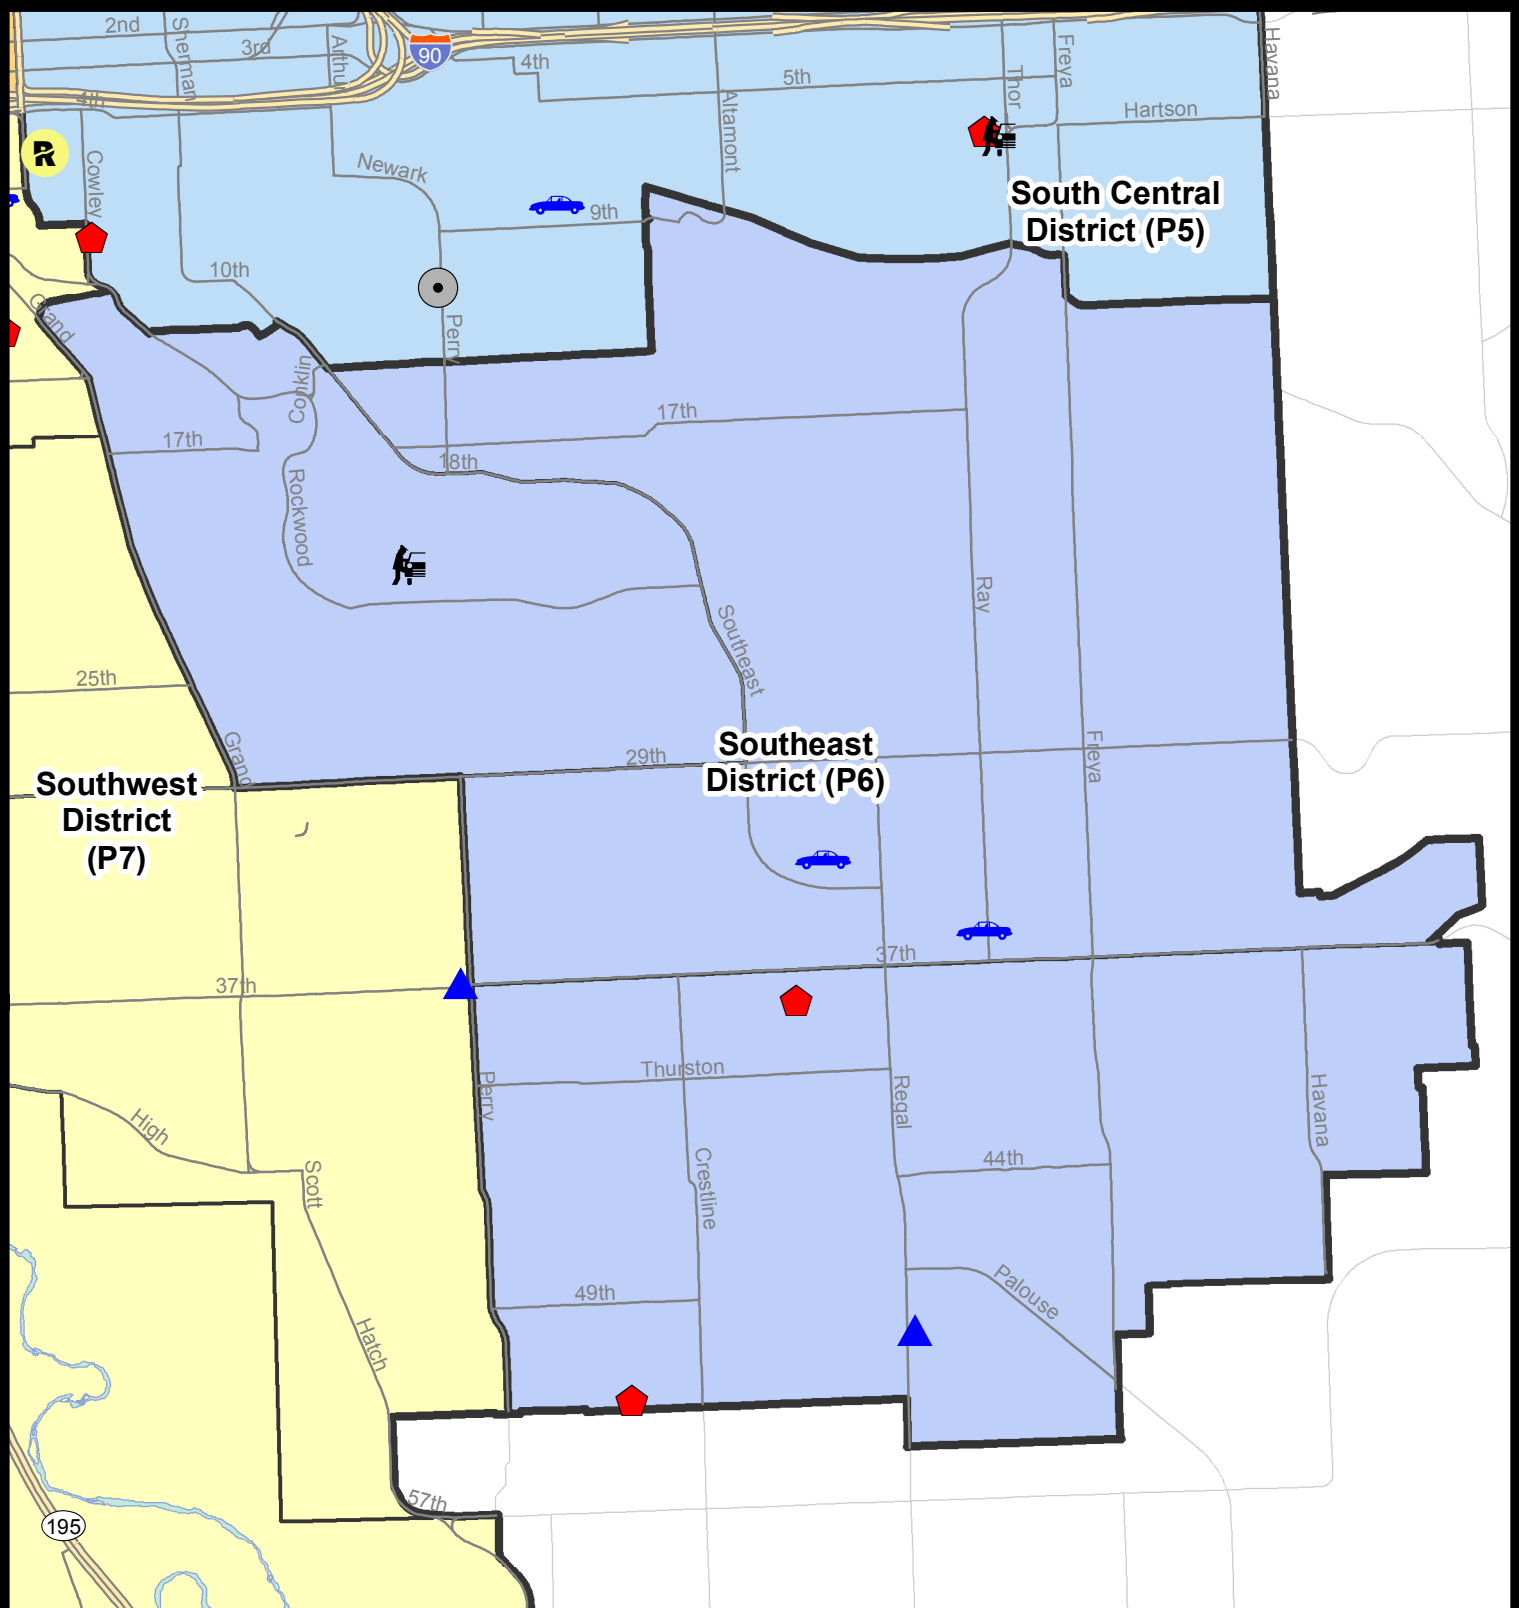 2nd
Sherman
3rd
Arthur
90
4th
5th
Altamont
Thor
Freya
Havana
4th
Hartson
R
Cowley
Newark
9th
South Central
District (P5)
10th
Grand
Perry
Conklin
17th
17th
18th
Rockwood
Ray
Southeast
25th
Grand
29th
Southeast
District (P6)
Freya
Southwest
District
(P7)
37th
37th
Thurston
Perry
Regal
Havana
High
Scott
Crestline
44th
49th
Palouse
Hatch
57th
195